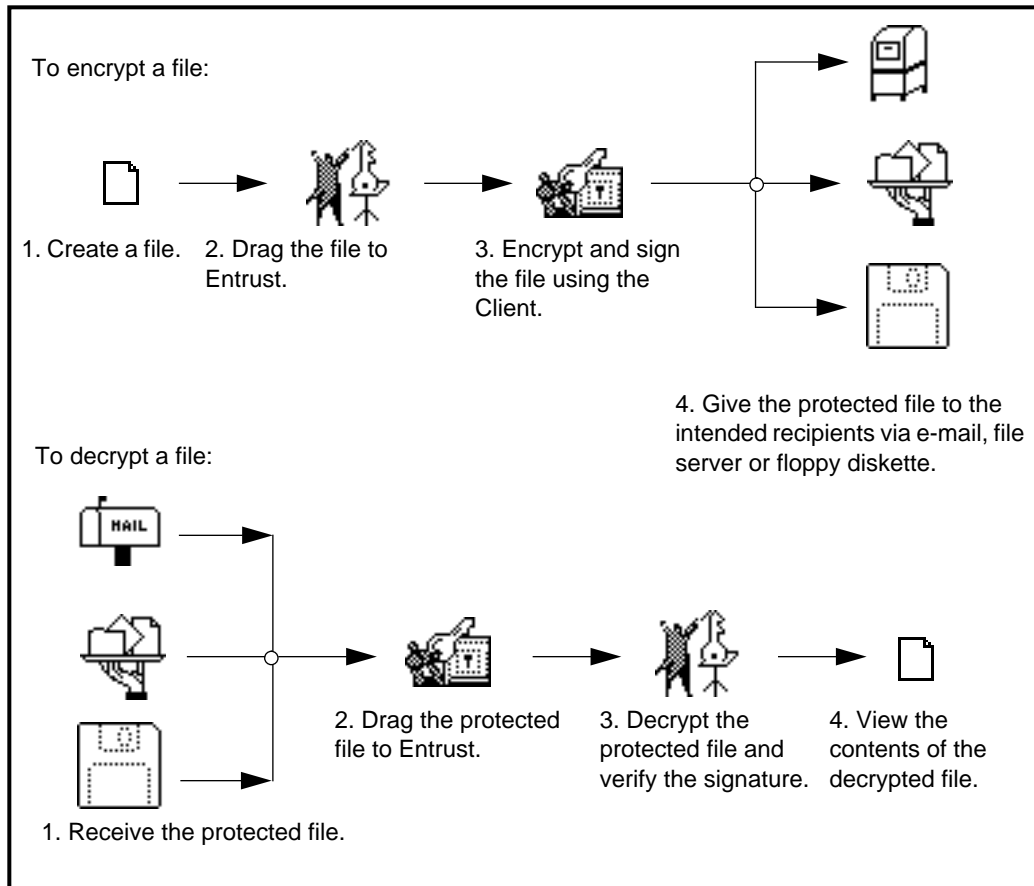 To encrypt a file:
1. Create a file.
2. Drag the file to
Entrust.
3. Encrypt and sign
the file using the
Client.
4. Give the protected file to the
intended recipients via e-mail, file
server or floppy diskette.
To decrypt a file:
MAIL
1. Receive the protected file.
2. Drag the protected
file to Entrust.
3. Decrypt the
protected file and
verify the signature.
4. View the
contents of the
decrypted file.